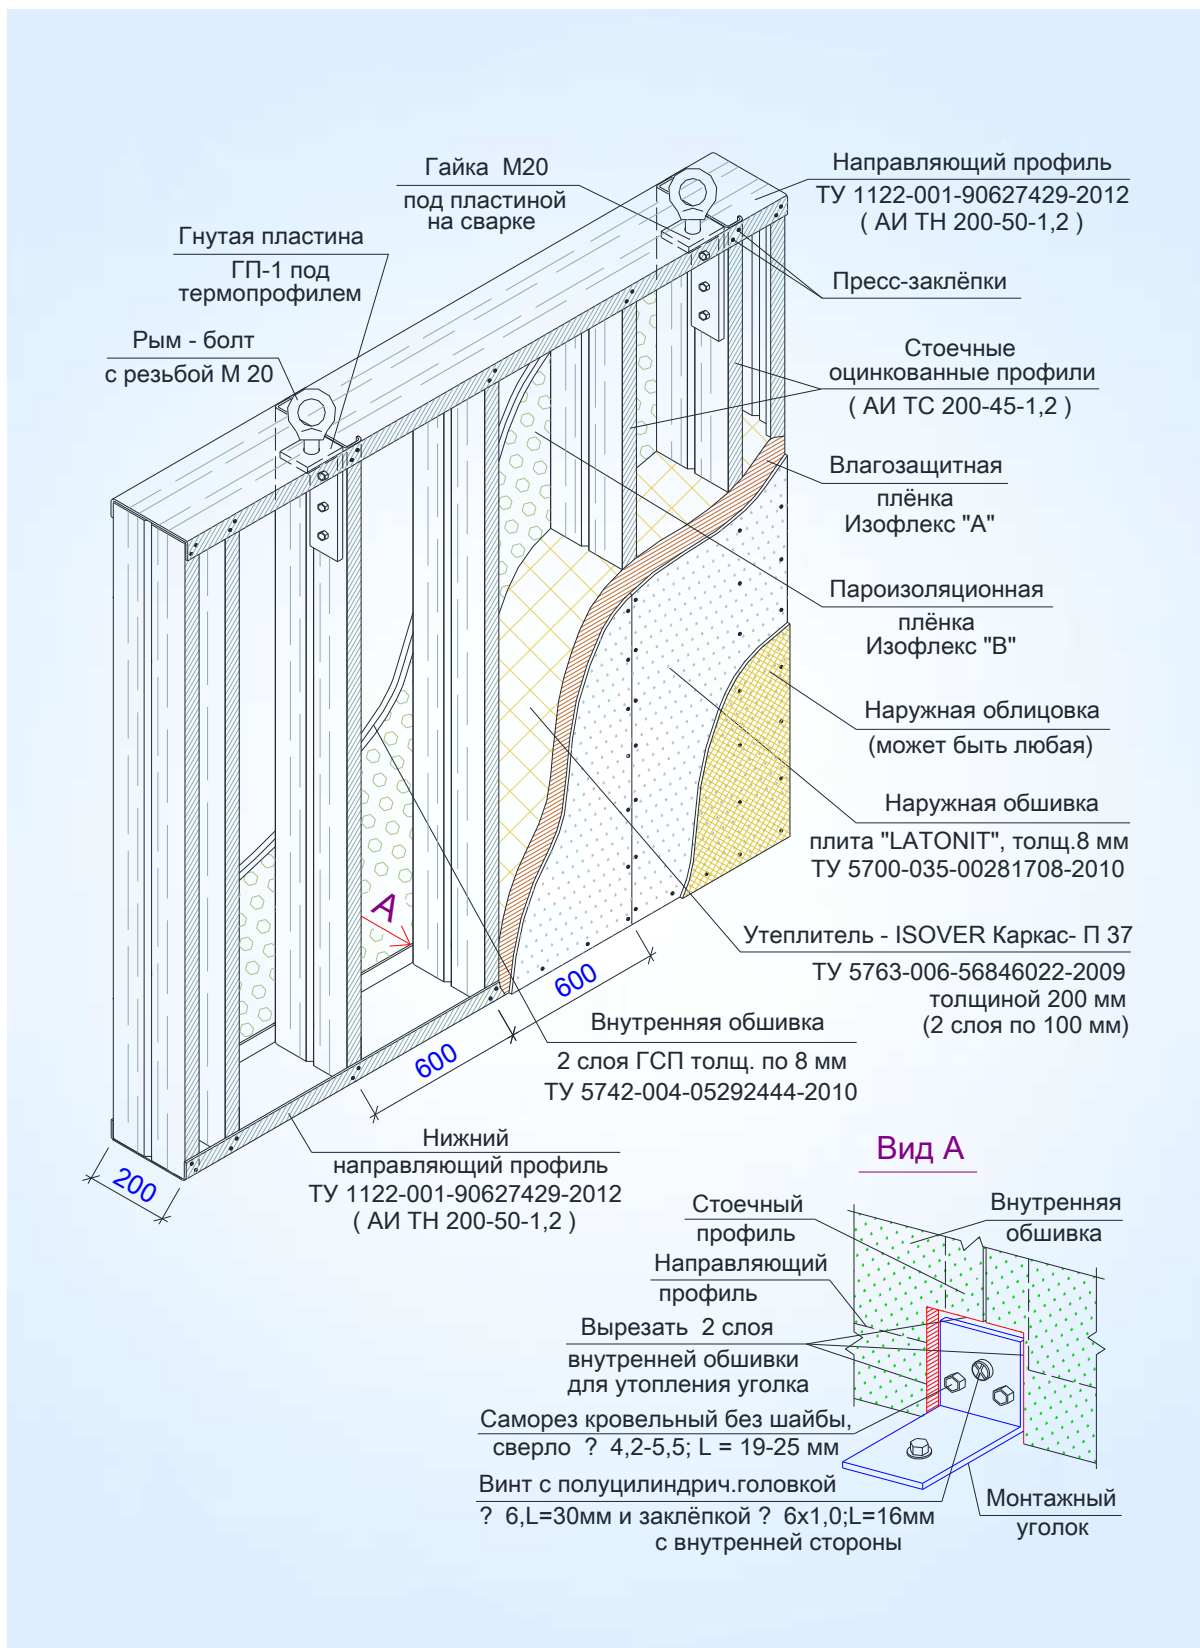 Гайка М20
под пластиной
на сварке
Направляющий профиль
ТУ 1122-001-90627429-2012
( АИ ТН 200-50-1,2 )
Гнутая пластина
ГП-1 под
термопрофилем
Пресс-заклёпки
Рым - болт
с резьбой М 20
Стоечные
оцинкованные профили
( АИ ТС 200-45-1,2 )
Влагозащитная
плёнка
Изофлекс "А"
Пароизоляционная
плёнка
Изофлекс "В"
Наружная облицовка
(может быть любая)
Наружная обшивка
плита "LATONIT", толщ.8 мм
ТУ 5700-035-00281708-2010
А
Утеплитель - ISOVER Каркас- П 37
ТУ 5763-006-56846022-2009
толщиной 200 мм
(2 слоя по 100 мм)
600
600
200
Внутренняя обшивка
2 слоя ГСП толщ. по 8 мм
ТУ 5742-004-05292444-2010
Нижний
направляющий профиль
ТУ 1122-001-90627429-2012
( АИ ТН 200-50-1,2 )
Вид А
Стоечный
профиль
Внутренняя
обшивка
Направляющий
профиль
Вырезать 2 слоя
внутренней обшивки
для утопления уголка
Саморез кровельный без шайбы,
сверло ? 4,2-5,5; L = 19-25 мм
Винт с полуцилиндрич.головкой
? 6,L=30мм и заклёпкой ? 6х1,0;L=16мм
с внутренней стороны
Монтажный
уголок